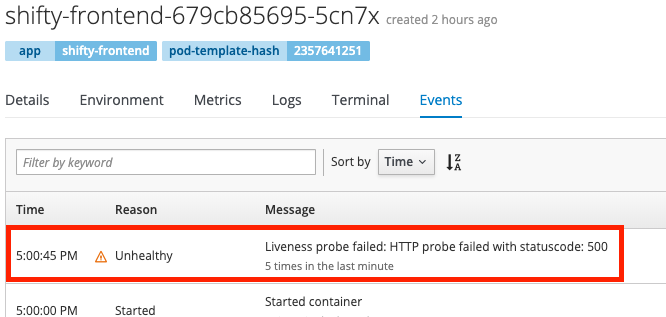 shifty-frontend-679cb85695-5cn7x created 2 hours ago
app shifty-frontend pod-template-hash 2357641251
Details Environment Metrics Logs Terminal Events
Filter by keyword Sort by Time
Time Reason Message
5:00:45 PM Unhealthy Liveness probe failed: HTTP probe failed with statuscode: 500
5 times in the last minute
5:00:00 PM Started Started container